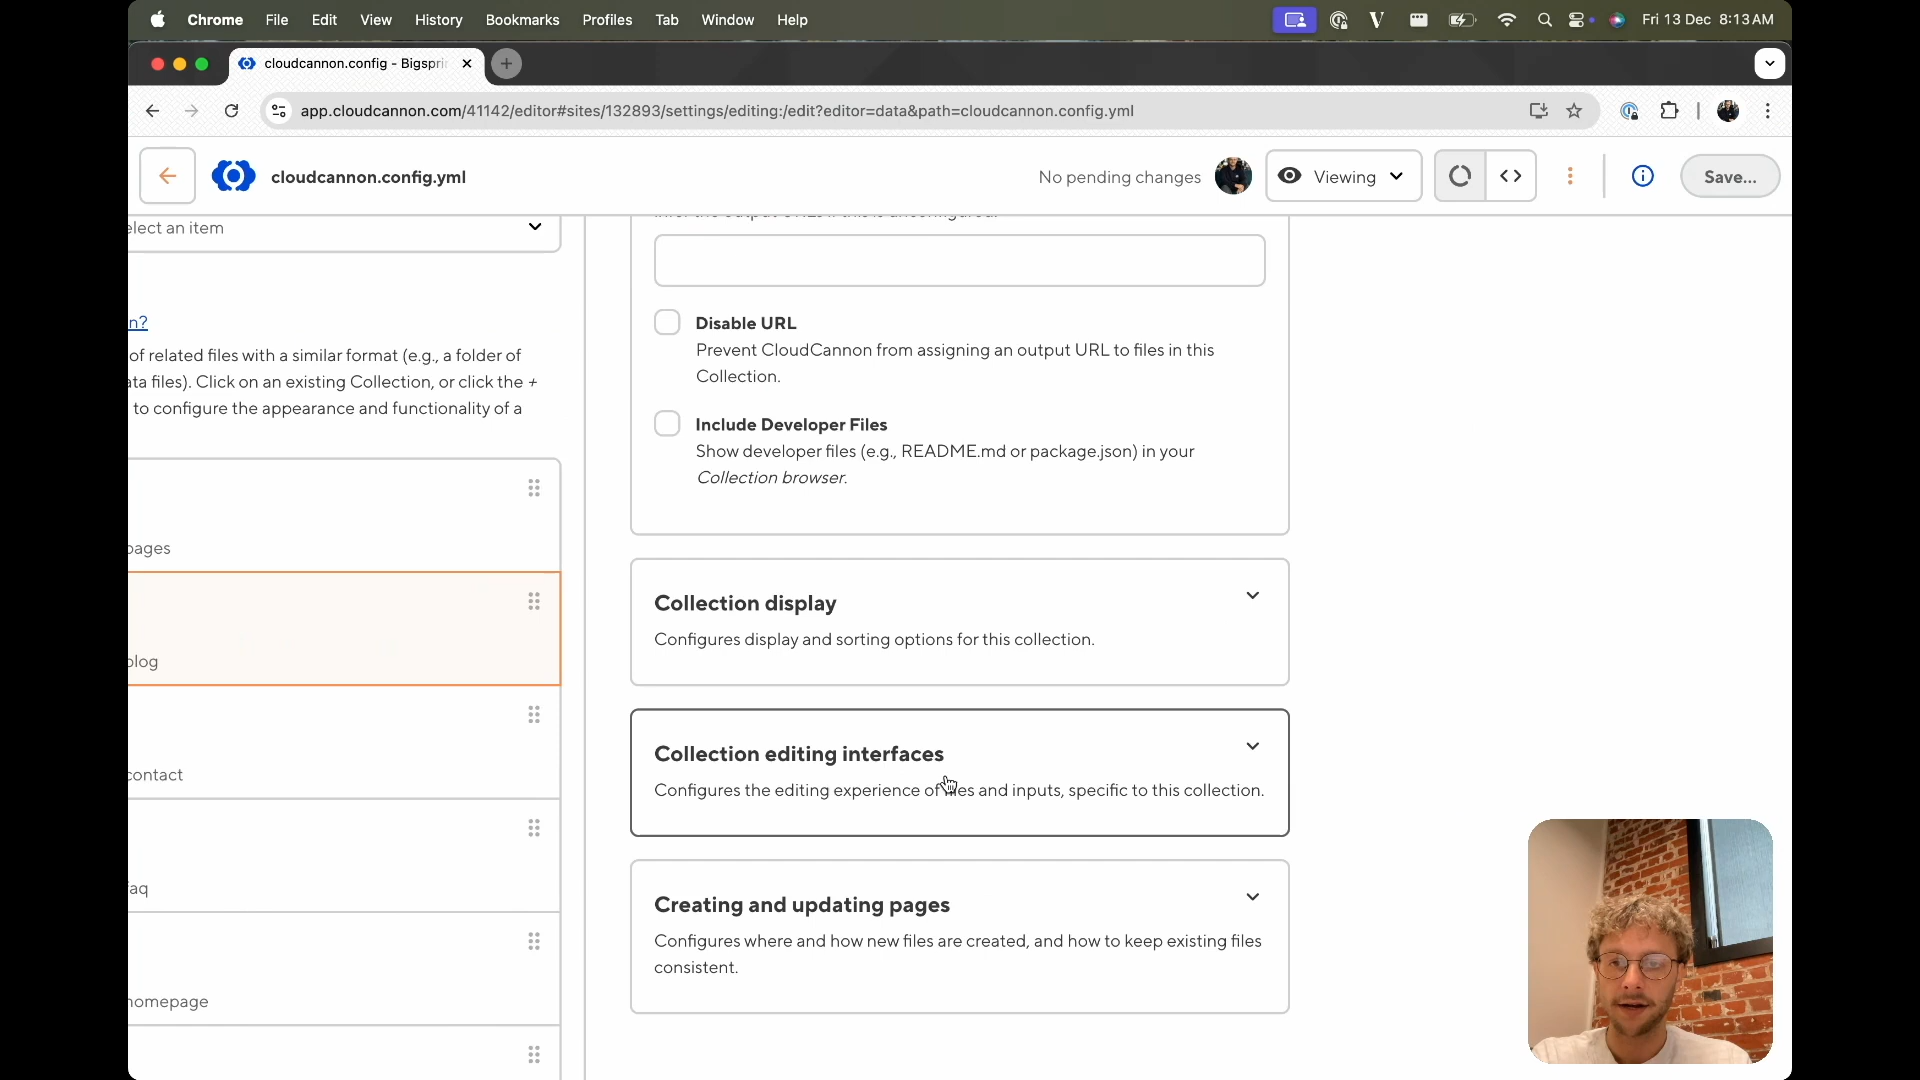 Chrome File Edit View History Bookmarks Profiles Tab Window Help
Fri 13 Dec 8:13 AM
cloudcannon.config - Bigspri
app.cloudcannon.com/41142/editor#sites/132893/settings/editing:/edit?editor=data&path=cloudcannon.config.yml
cloudcannon.config.yml
No pending changes
Viewing
Save...
elect an item
n?
of related files with a similar format (e.g., a folder of
ata files). Click on an existing Collection, or click the +
to configure the appearance and functionality of a
pages
blog
contact
faq
homepage
Disable URL
Prevent CloudCannon from assigning an output URL to files in this
Collection.
Include Developer Files
Show developer files (e.g., README.md or package.json) in your
Collection browser.
Collection display
Configures display and sorting options for this collection.
Collection editing interfaces
Configures the editing experience of files and inputs, specific to this collection.
Creating and updating pages
Configures where and how new files are created, and how to keep existing files
consistent.